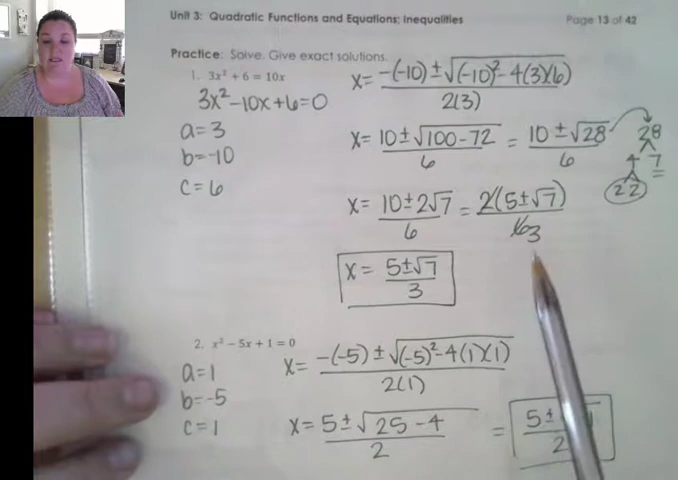 Unit 3: Quadratic Functions and Equations; Inequalities
Page 13 of 42
Practice: Solve. Give exact solutions.
1. 3x² + 6 = 10x
3x² - 10x + 6 = 0
a = 3
b = -10
c = 6
x = (-(-10) ± √((-10)² - 4(3)(6))) / 2(3)
x = (10 ± √(100 - 72)) / 6 = (10 ± √28) / 6
28
4 7
2 2
x = (10 ± 2√7) / 6 = 2(5 ± √7) / 6 3
x = (5 ± √7) / 3
2. x² - 5x + 1 = 0
a = 1
b = -5
c = 1
x = (-(-5) ± √((-5)² - 4(1)(1))) / 2(1)
x = (5 ± √(25 - 4)) / 2 = 5 ± / 2